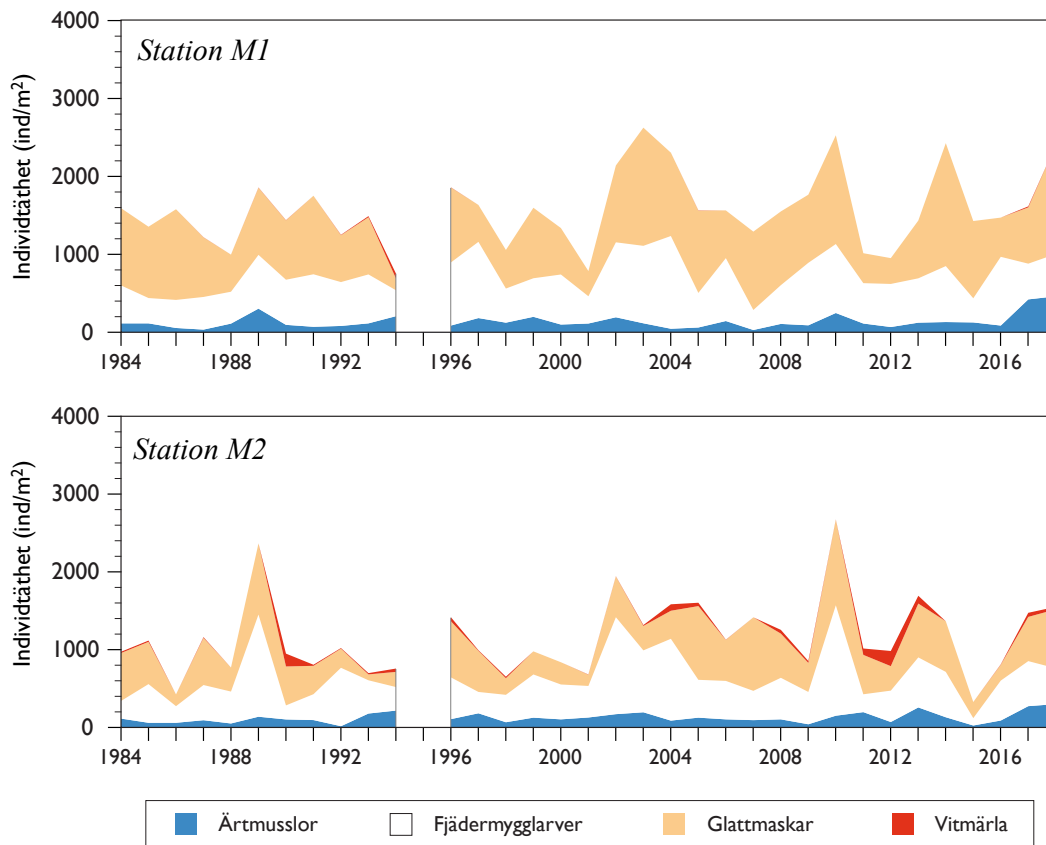 4000
Station M1
3000
2000
1000
0
Individtäthet (ind/m²)
1984 1988 1992 1996 2000 2004 2008 2012 2016
4000
Station M2
3000
2000
1000
0
Individtäthet (ind/m²)
1984 1988 1992 1996 2000 2004 2008 2012 2016
Ärtmusslor Fjädermygglarver Glattmaskar Vitmärla